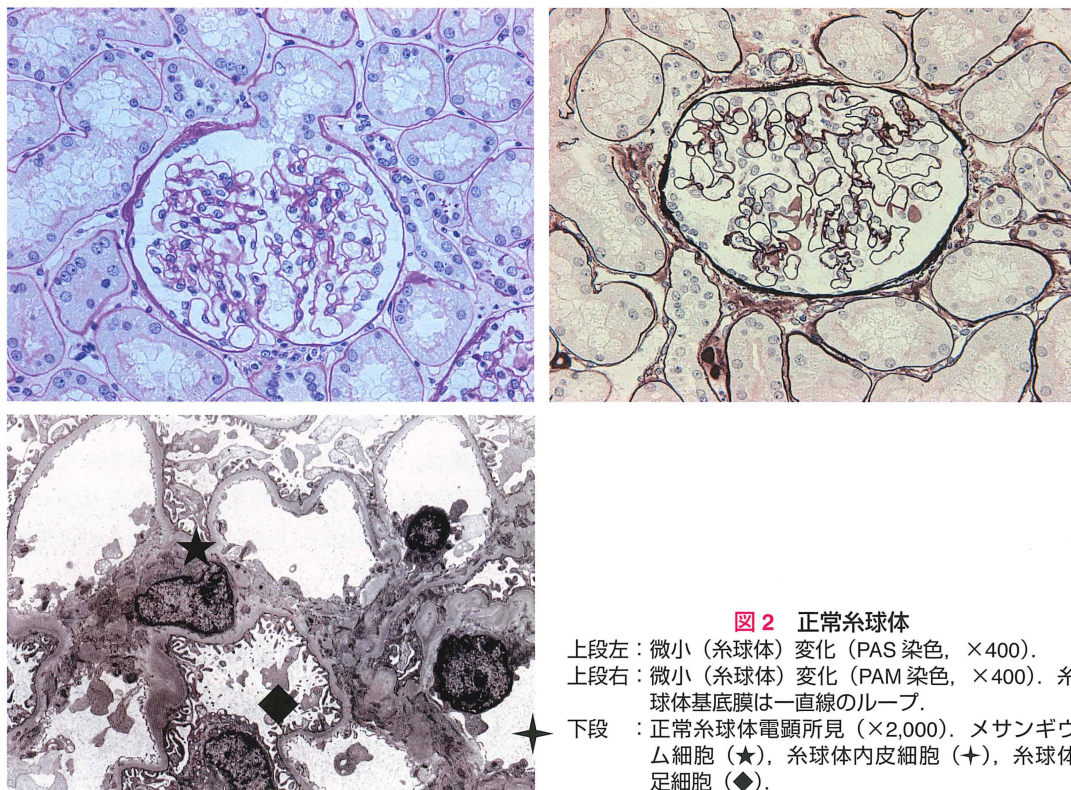 図2 正常糸球体
上段左：微小（糸球体）変化（PAS 染色，×400）．
上段右：微小（糸球体）変化（PAM 染色，×400）．糸
球体基底膜は一直線のループ．
下段 ：正常糸球体電顕所見（×2,000）．メサンギウ
ム細胞（★），糸球体内皮細胞（✦），糸球体
足細胞（◆）．